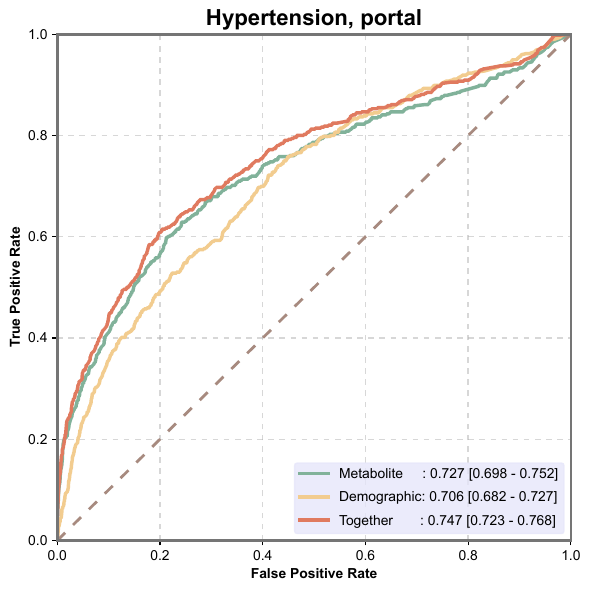 Hypertension, portal
True Positive Rate
1.0
0.8
0.6
0.4
0.2
0.0
Metabolite : 0.727 [0.698 - 0.752]
Demographic: 0.706 [0.682 - 0.727]
Together : 0.747 [0.723 - 0.768]
0.0 0.2 0.4 0.6 0.8 1.0
False Positive Rate